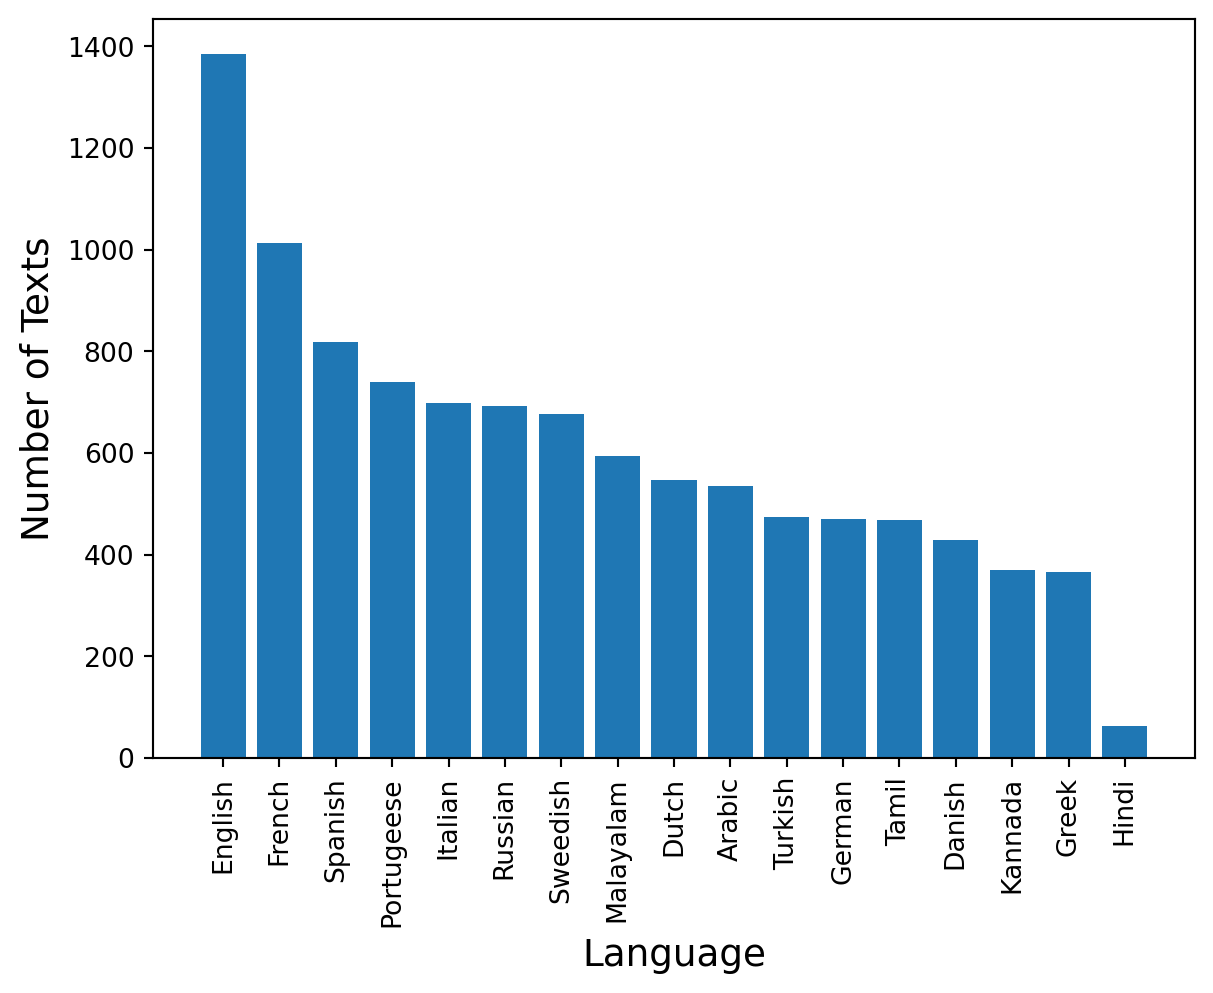 1400
1200
1000
800
600
400
200
0
Number of Texts
English
French
Spanish
Portugeese
Italian
Russian
Sweedish
Malayalam
Dutch
Arabic
Turkish
German
Tamil
Danish
Kannada
Greek
Hindi
Language